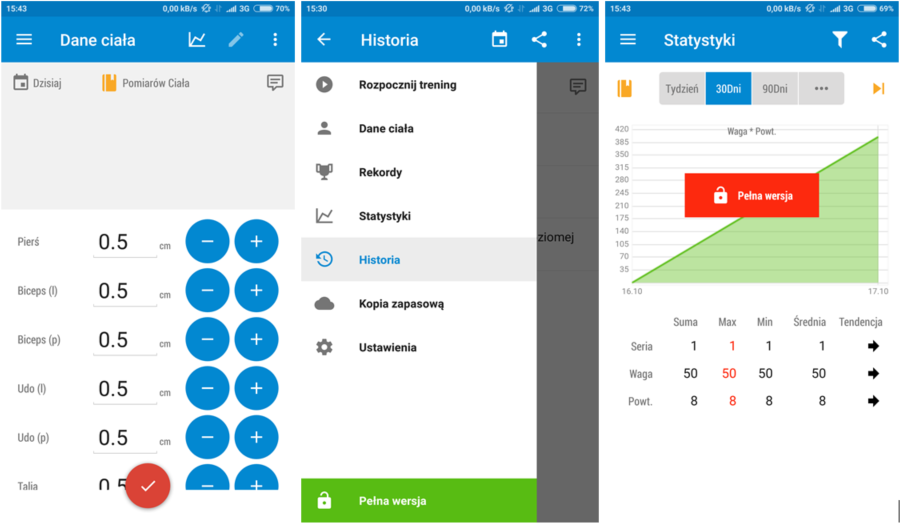 15:43 0,00 kB/s 3G 70%
Dane ciała
Dzisiaj Pomiarów Ciała
Pierś 0.5 cm
Biceps (l) 0.5 cm
Biceps (p) 0.5 cm
Udo (l) 0.5 cm
Udo (p) 0.5 cm
Talia 0.5 cm
15:30 0,00 kB/s 3G 72%
Historia
Rozpocznij trening
Dane ciała
Rekordy
Statystyki
Historia
ziomej
Kopia zapasową
Ustawienia
Pełna wersja
15:43 0,00 kB/s 3G 69%
Statystyki
Tydzień 30Dni 90Dni •••
Waga * Powt.
420
385
350
315
280
245
210
175
140
105
70
35
Pełna wersja
16.10 17.10
Suma Max Min Średnia Tendencja
Seria 1 1 1 1
Waga 50 50 50 50
Powt. 8 8 8 8